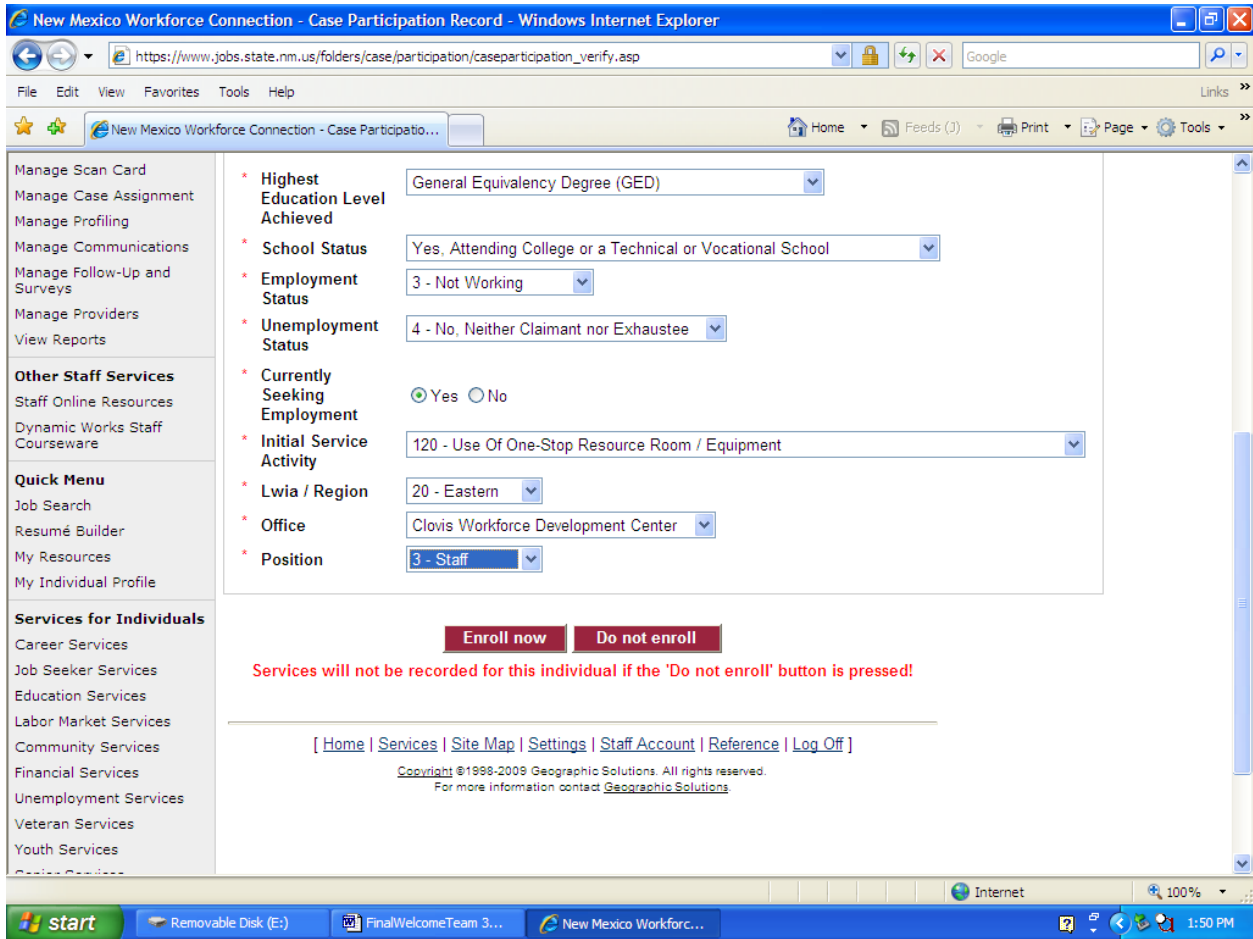 New Mexico Workforce Connection - Case Participation Record - Windows Internet Explorer
https://www.jobs.state.nm.us/folders/case/participation/caseparticipation_verify.asp
Google
File Edit View Favorites Tools Help
Links »
New Mexico Workforce Connection - Case Participatio...
Home Feeds (J) Print Page Tools »
Manage Scan Card
Manage Case Assignment
Manage Profiling
Manage Communications
Manage Follow-Up and
Surveys
Manage Providers
View Reports
Other Staff Services
Staff Online Resources
Dynamic Works Staff
Courseware
Quick Menu
Job Search
Resumé Builder
My Resources
My Individual Profile
Services for Individuals
Career Services
Job Seeker Services
Education Services
Labor Market Services
Community Services
Financial Services
Unemployment Services
Veteran Services
Youth Services
* Highest
Education Level
Achieved
General Equivalency Degree (GED)
* School Status
Yes, Attending College or a Technical or Vocational School
* Employment
Status
3 - Not Working
* Unemployment
Status
4 - No, Neither Claimant nor Exhaustee
* Currently
Seeking
Employment
Yes No
* Initial Service
Activity
120 - Use Of One-Stop Resource Room / Equipment
* Lwia / Region
20 - Eastern
* Office
Clovis Workforce Development Center
* Position
3 - Staff
Enroll now Do not enroll
Services will not be recorded for this individual if the 'Do not enroll' button is pressed!
[ Home | Services | Site Map | Settings | Staff Account | Reference | Log Off ]
Copyright ©1998-2009 Geographic Solutions. All rights reserved.
For more information contact Geographic Solutions.
Internet
100%
start
Removable Disk (E:)
FinalWelcomeTeam 3...
New Mexico Workforc...
1:50 PM